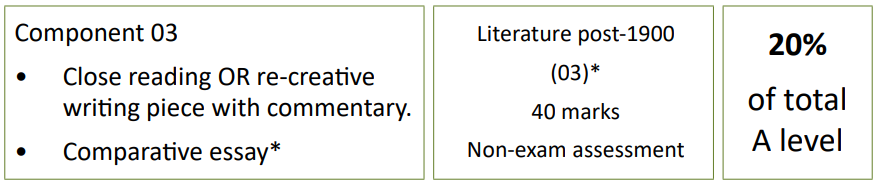 Component 03
• Close reading OR re-creative
writing piece with commentary.
• Comparative essay*
Literature post-1900
(03)*
40 marks
Non-exam assessment
20%
of total
A level